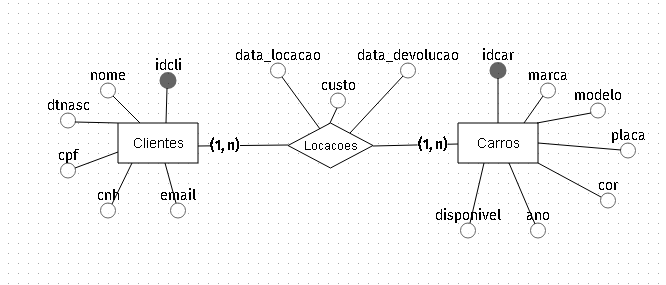 data_locacao
data_devolucao
idcar
idcli
nome
custo
marca
dtnasc
modelo
placa
Clientes
(1, n)
Locacoes
(1, n)
Carros
cpf
cor
cnh
email
disponivel
ano